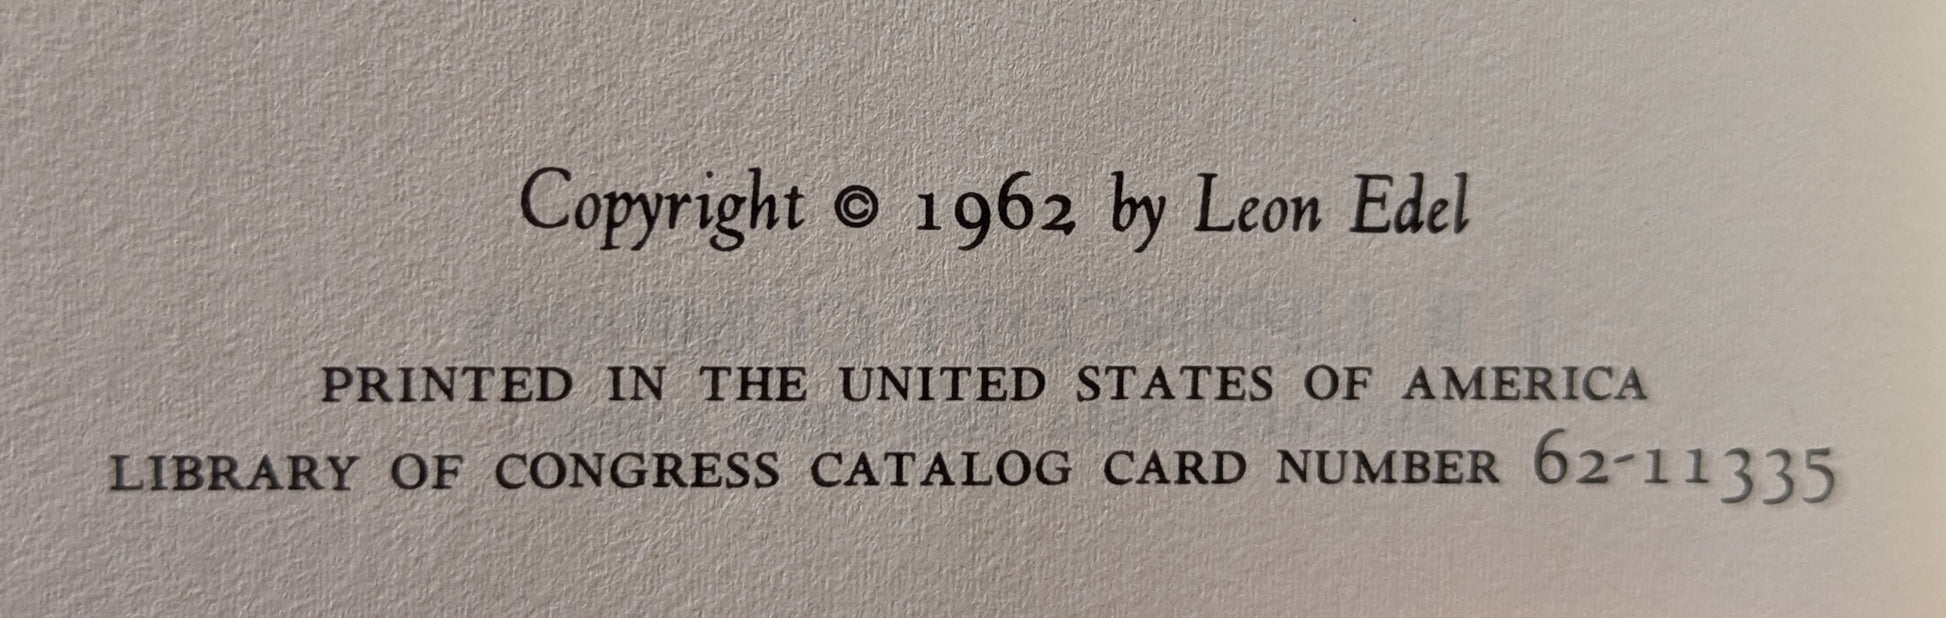 Copyright © 1962 by Leon Edel
PRINTED IN THE UNITED STATES OF AMERICA
LIBRARY OF CONGRESS CATALOG CARD NUMBER 62-11335